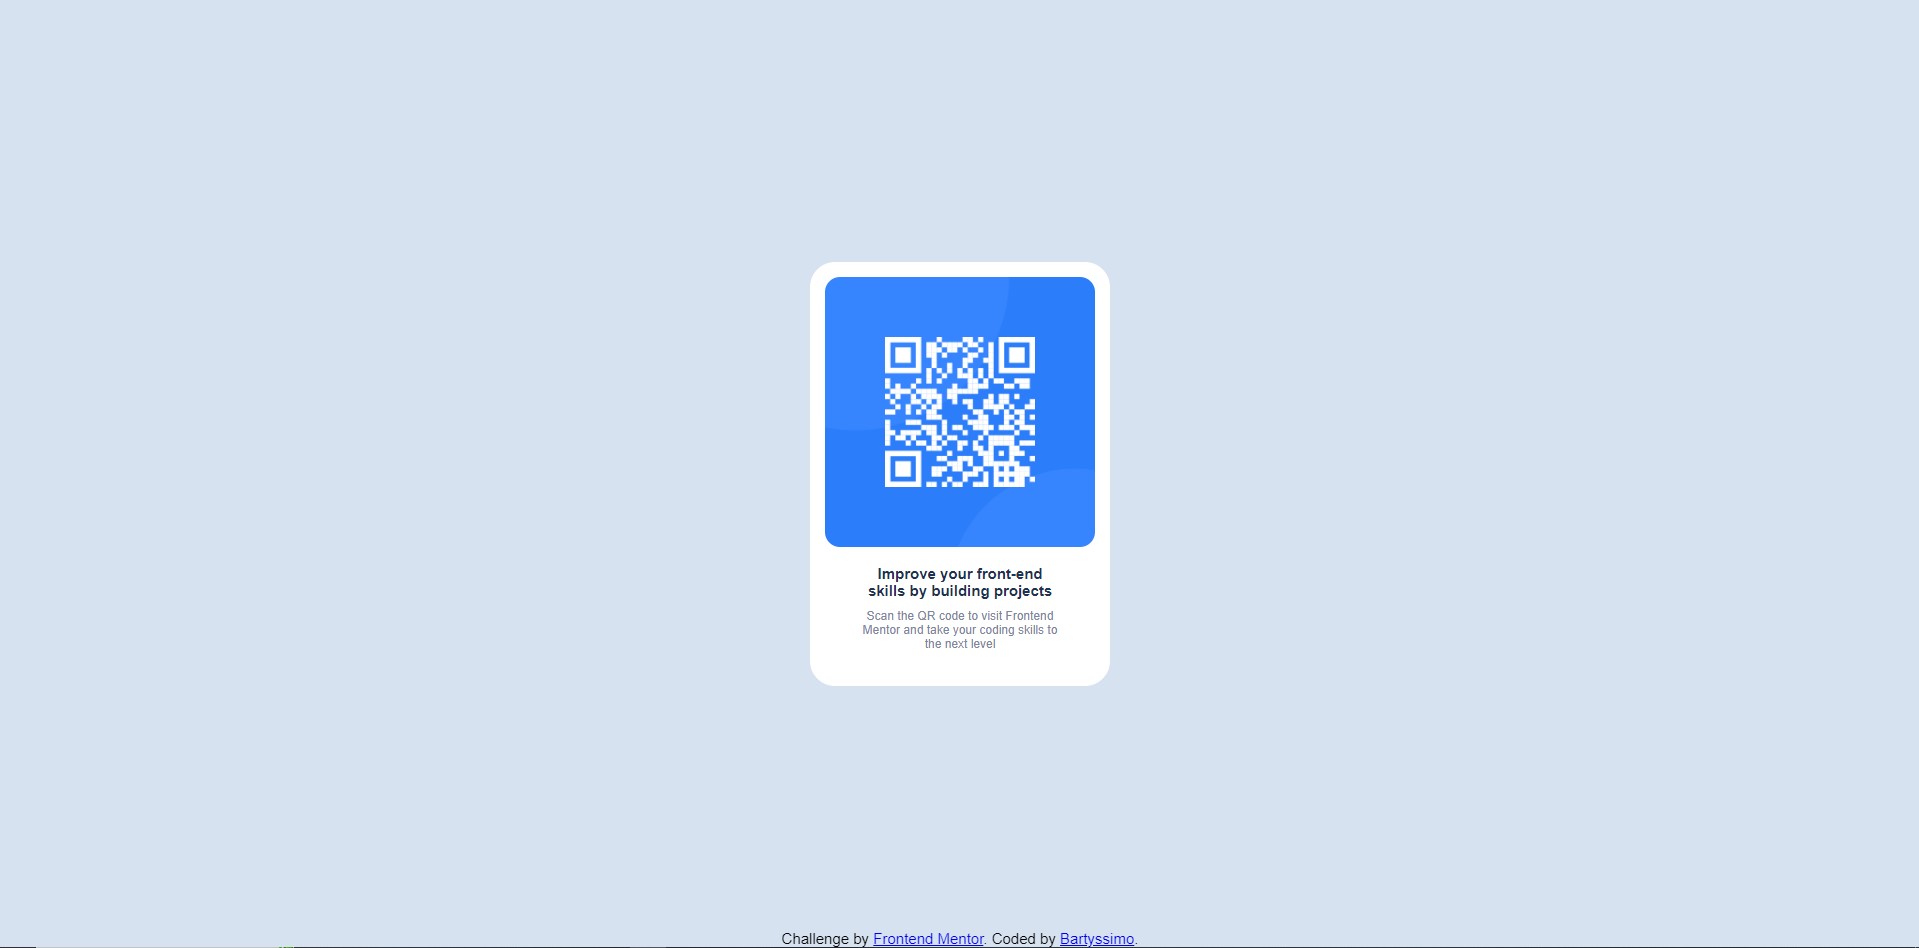 Improve your front-end
skills by building projects
Scan the QR code to visit Frontend
Mentor and take your coding skills to
the next level
Challenge by Frontend Mentor. Coded by Bartyssimo.